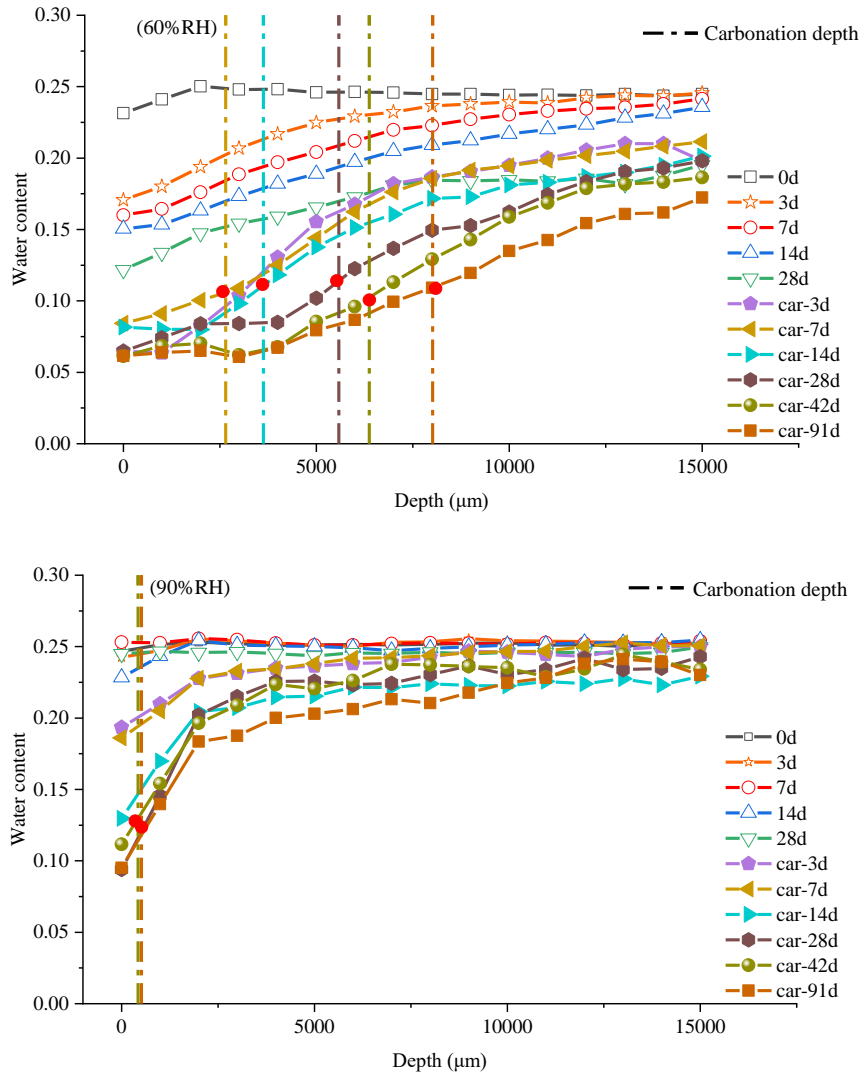 (60%RH)
Carbonation depth
0.30
0.25
0.20
0.15
0.10
0.05
0.00
Water content
0d
3d
7d
14d
28d
car-3d
car-7d
car-14d
car-28d
car-42d
car-91d
0
5000
10000
15000
Depth (μm)
(90%RH)
Carbonation depth
0.30
0.25
0.20
0.15
0.10
0.05
0.00
Water content
0d
3d
7d
14d
28d
car-3d
car-7d
car-14d
car-28d
car-42d
car-91d
0
5000
10000
15000
Depth (μm)